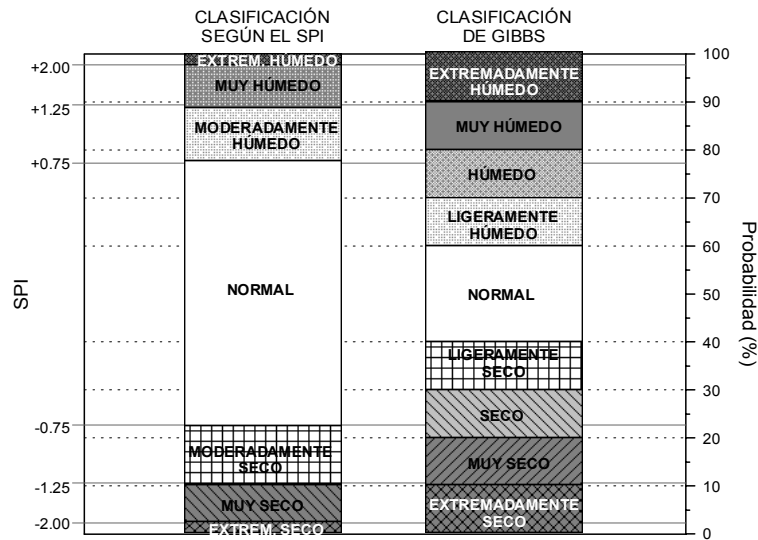 CLASIFICACIÓN
SEGÚN EL SPI
CLASIFICACIÓN
DE GIBBS
SPI
+2.00
+1.25
+0.75
-0.75
-1.25
-2.00
EXTREM. HÚMEDO
MUY HÚMEDO
MODERADAMENTE
HÚMEDO
NORMAL
MODERADAMENTE
SECO
MUY SECO
EXTREM. SECO
EXTREMADAMENTE
HÚMEDO
MUY HÚMEDO
HÚMEDO
LIGERAMENTE
HÚMEDO
NORMAL
LIGERAMENTE
SECO
SECO
MUY SECO
EXTREMADAMENTE
SECO
100
90
80
70
60
50
40
30
20
10
0
Probabilidad (%)